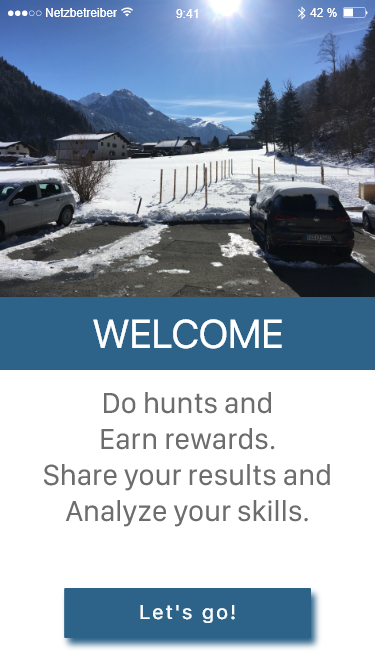 Netzbetreiber 9:41 42 %
WELCOME
Do hunts and
Earn rewards.
Share your results and
Analyze your skills.
Let's go!